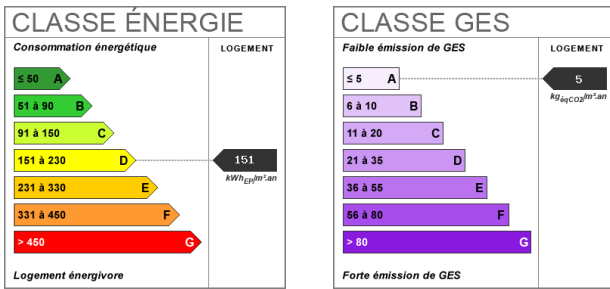 CLASSE ÉNERGIE
Consommation énergétique
LOGEMENT
≤ 50 A
51 à 90 B
91 à 150 C
151 à 230 D
151
kWhEP/m².an
231 à 330 E
331 à 450 F
> 450 G
Logement énergivore
CLASSE GES
Faible émission de GES
LOGEMENT
≤ 5 A
5
kgéqCO2/m².an
6 à 10 B
11 à 20 C
21 à 35 D
36 à 55 E
56 à 80 F
> 80 G
Forte émission de GES